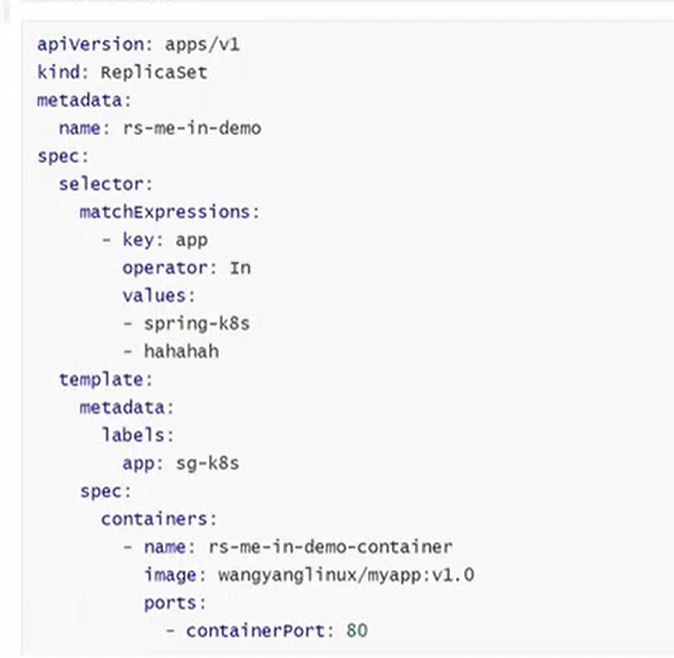 apiVersion: apps/v1
kind: ReplicaSet
metadata:
  name: rs-me-in-demo
spec:
  selector:
    matchExpressions:
      - key: app
        operator: In
        values:
        - spring-k8s
        - hahahah
  template:
    metadata:
      labels:
        app: sg-k8s
    spec:
      containers:
        - name: rs-me-in-demo-container
          image: wangyanglinux/myapp:v1.0
          ports:
            - containerPort: 80